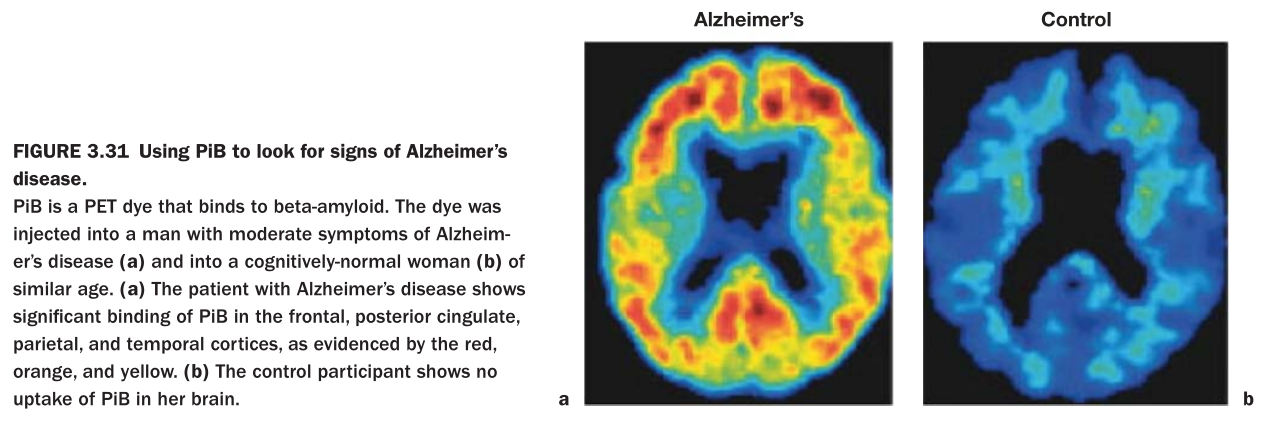 Alzheimer's
Control
FIGURE 3.31 Using PiB to look for signs of Alzheimer's
disease.
PiB is a PET dye that binds to beta-amyloid. The dye was
injected into a man with moderate symptoms of Alzheim-
er's disease (a) and into a cognitively-normal woman (b) of
similar age. (a) The patient with Alzheimer's disease shows
significant binding of PiB in the frontal, posterior cingulate,
parietal, and temporal cortices, as evidenced by the red,
orange, and yellow. (b) The control participant shows no
uptake of PiB in her brain.
a
b